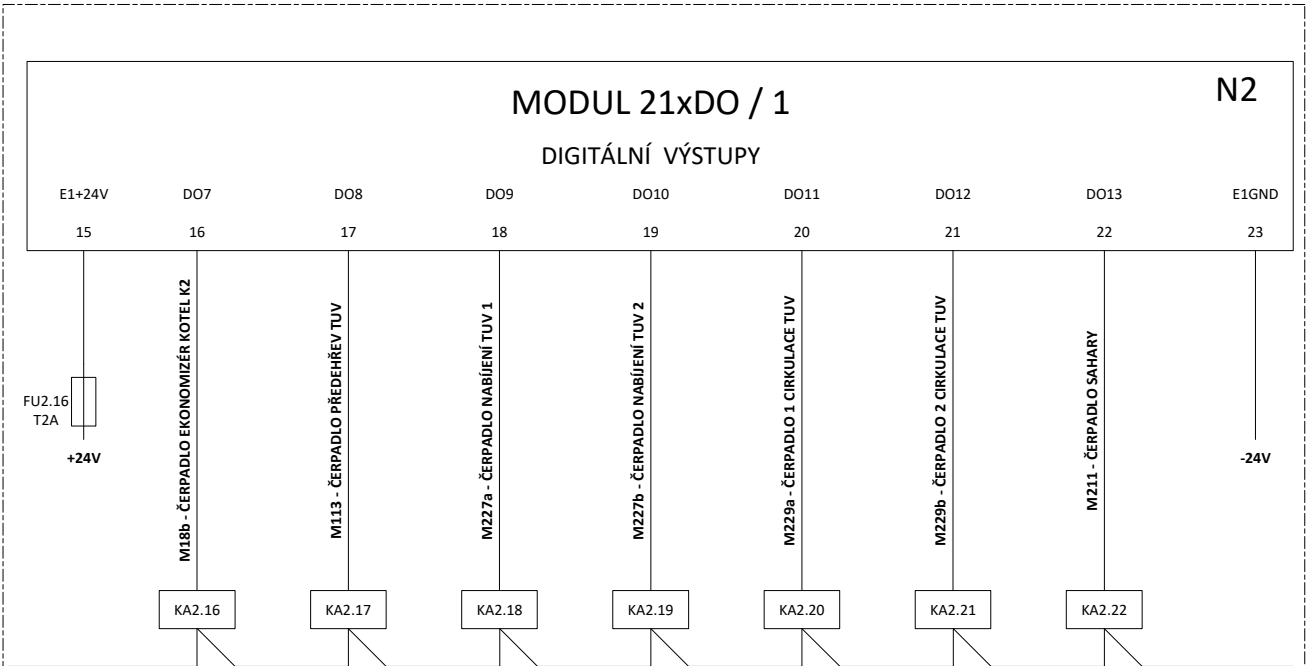 MODUL 21xDO / 1
N2
DIGITÁLNÍ VÝSTUPY
E1+24V DO7 DO8 DO9 DO10 DO11 DO12 DO13 E1GND
15 16 17 18 19 20 21 22 23
M18b - ČERPADLO EKONOMIZÉR KOTEL K2
M113 - ČERPADLO PŘEDEHŘEV TUV
M227a - ČERPADLO NABÍJENÍ TUV 1
M227b - ČERPADLO NABÍJENÍ TUV 2
M229a - ČERPADLO 1 CIRKULACE TUV
M229b - ČERPADLO 2 CIRKULACE TUV
M211 - ČERPADLO SAHARY
FU2.16
T2A
+24V
-24V
KA2.16 KA2.17 KA2.18 KA2.19 KA2.20 KA2.21 KA2.22